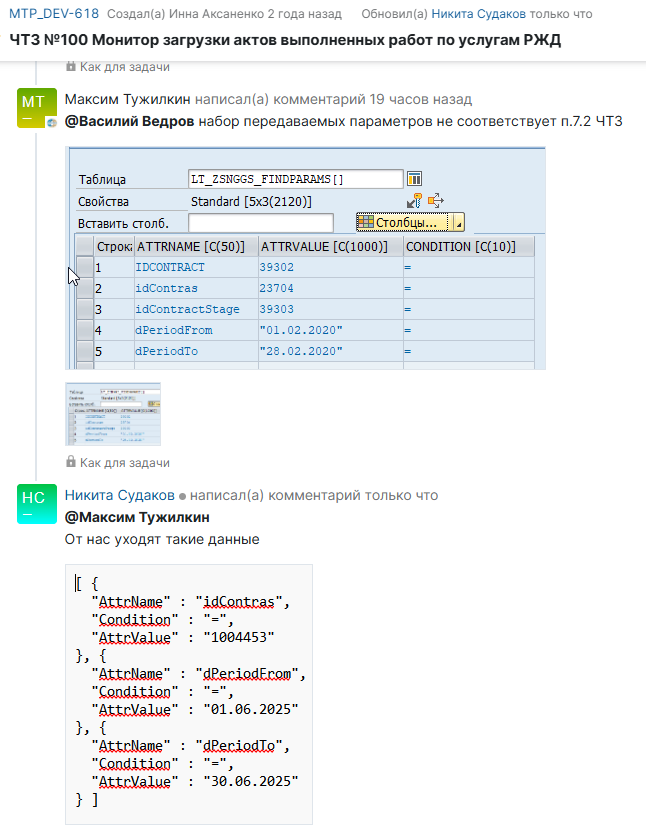 MTP_DEV-618 Создал(а) Инна Аксаненко 2 года назад Обновил(а) Никита Судаков только что
ЧТЗ №100 Монитор загрузки актов выполненных работ по услугам РЖД
Как для задачи
МТ
Максим Тужилкин написал(а) комментарий 19 часов назад
@Василий Ведров набор передаваемых параметров не соответствует п.7.2 ЧТЗ
Таблица LT_ZSNGGS_FINDPARAMS[]
Свойства Standard [5x3(2120)]
Вставить столб. Столбцы...
Строка ATTRNAME [C(50)] ATTRVALUE [C(1000)] CONDITION [C(10)]
1 IDCONTRACT 39302 =
2 idContras 23704 =
3 idContractStage 39303 =
4 dPeriodFrom "01.02.2020" =
5 dPeriodTo "28.02.2020" =
Как для задачи
НС
Никита Судаков написал(а) комментарий только что
@Максим Тужилкин
От нас уходят такие данные
[ {
"AttrName" : "idContras",
"Condition" : "=",
"AttrValue" : "1004453"
}, {
"AttrName" : "dPeriodFrom",
"Condition" : "=",
"AttrValue" : "01.06.2025"
}, {
"AttrName" : "dPeriodTo",
"Condition" : "=",
"AttrValue" : "30.06.2025"
} ]